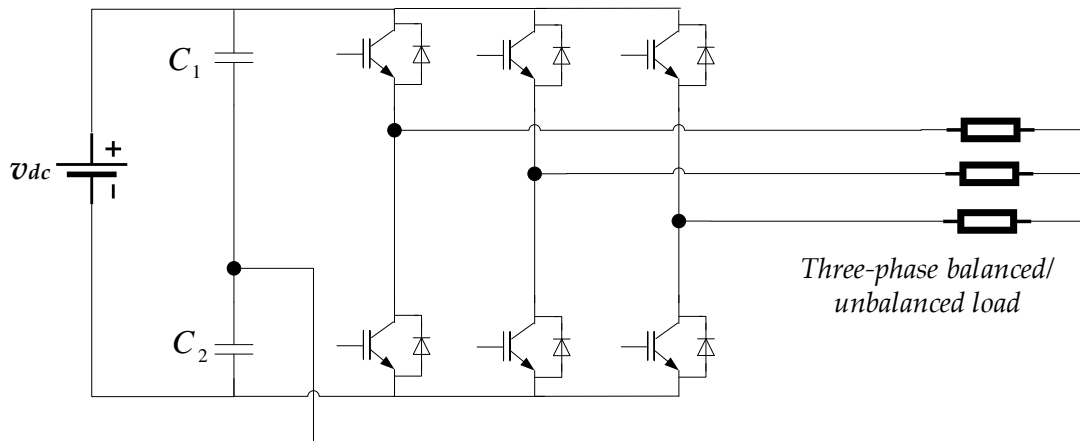 C₁
+
vdc
-
Three-phase balanced/
unbalanced load
C₂